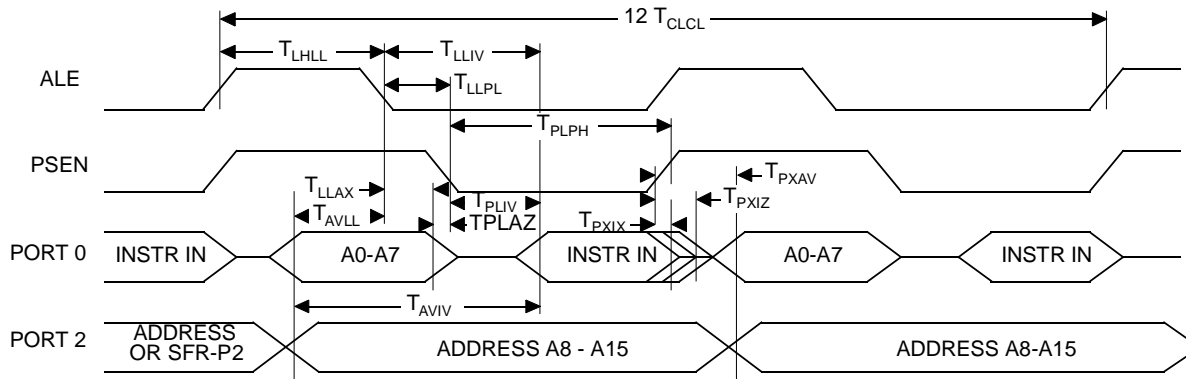 12 TCLCL
TLHLL TLLIV
ALE
TLLPL
TPLPH
PSEN
TLLAX TPXAV
TPLIV TPXIZ
TAVLL TPLAZ TPXIX
PORT 0 INSTR IN A0-A7 INSTR IN A0-A7 INSTR IN
TAVIV
PORT 2 ADDRESS OR SFR-P2 ADDRESS A8 - A15 ADDRESS A8-A15